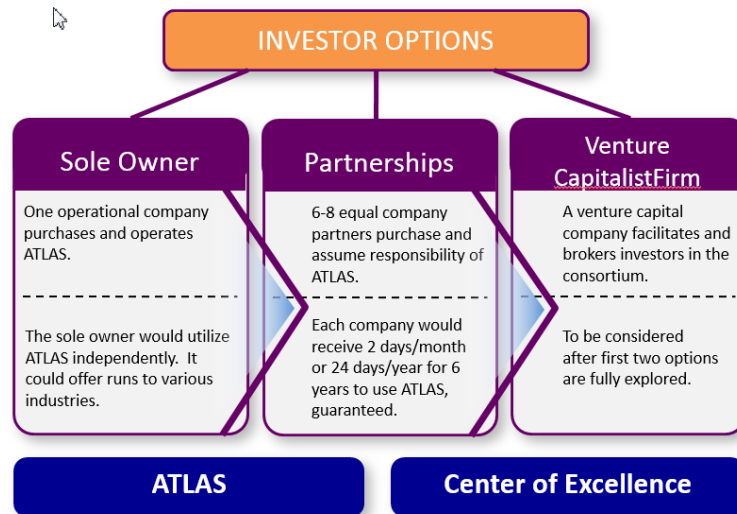 INVESTOR OPTIONS
Sole Owner
One operational company
purchases and operates
ATLAS.
The sole owner would utilize
ATLAS independently.  It
could offer runs to various
industries.
Partnerships
6-8 equal company
partners purchase and
assume responsibility of
ATLAS.
Each company would
receive 2 days/month
or 24 days/year for 6
years to use ATLAS,
guaranteed.
Venture
CapitalistFirm
A venture capital
company facilitates and
brokers investors in the
consortium.
To be considered
after first two options
are fully explored.
ATLAS
Center of Excellence